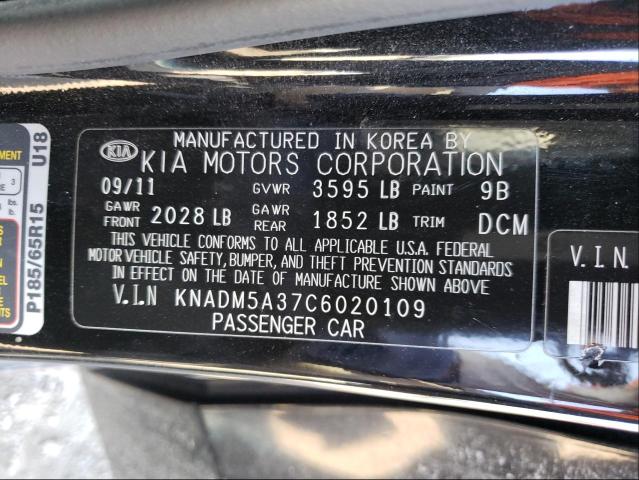 MANUFACTURED IN KOREA BY
KIA KIA MOTORS CORPORATION
09/11 GVWR 3595 LB PAINT 9B
GAWR FRONT 2028 LB GAWR REAR 1852 LB TRIM DCM
THIS VEHICLE CONFORMS TO ALL APPLICABLE U.S.A. FEDERAL
MOTOR VEHICLE SAFETY, BUMPER, AND THEFT PREVENTION STANDARDS
IN EFFECT ON THE DATE OF MANUFACTURE SHOWN ABOVE
V.I.N KNADM5A37C6020109
PASSENGER CAR
P185/65R15
U18
V.I.N